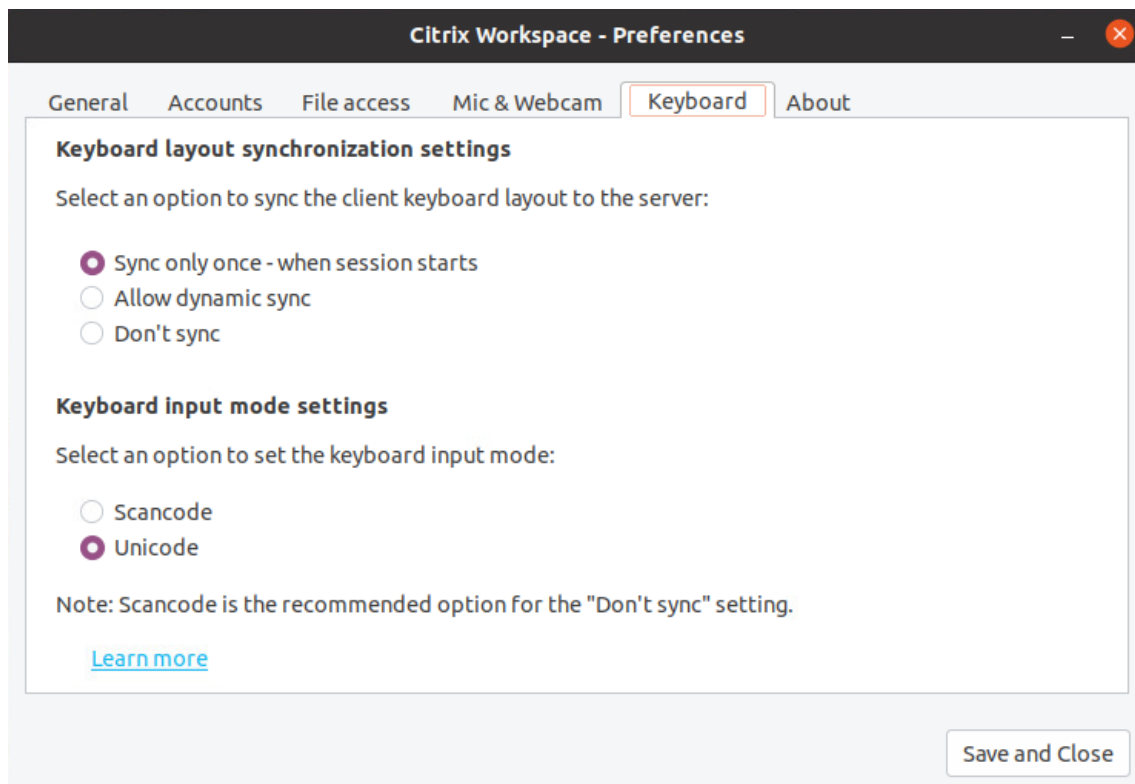 Citrix Workspace - Preferences
General Accounts File access Mic & Webcam Keyboard About
Keyboard layout synchronization settings
Select an option to sync the client keyboard layout to the server:
Sync only once - when session starts
Allow dynamic sync
Don't sync
Keyboard input mode settings
Select an option to set the keyboard input mode:
Scancode
Unicode
Note: Scancode is the recommended option for the "Don't sync" setting.
Learn more
Save and Close